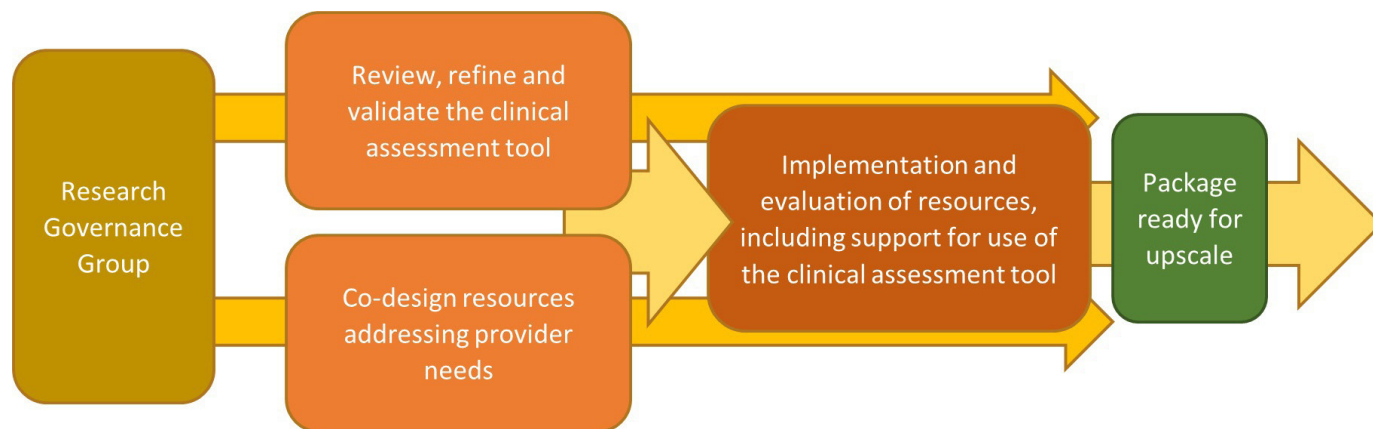 Research
Governance
Group
Review, refine and
validate the clinical
assessment tool
Co-design resources
addressing provider
needs
Implementation and
evaluation of resources,
including support for use of
the clinical assessment tool
Package
ready for
upscale